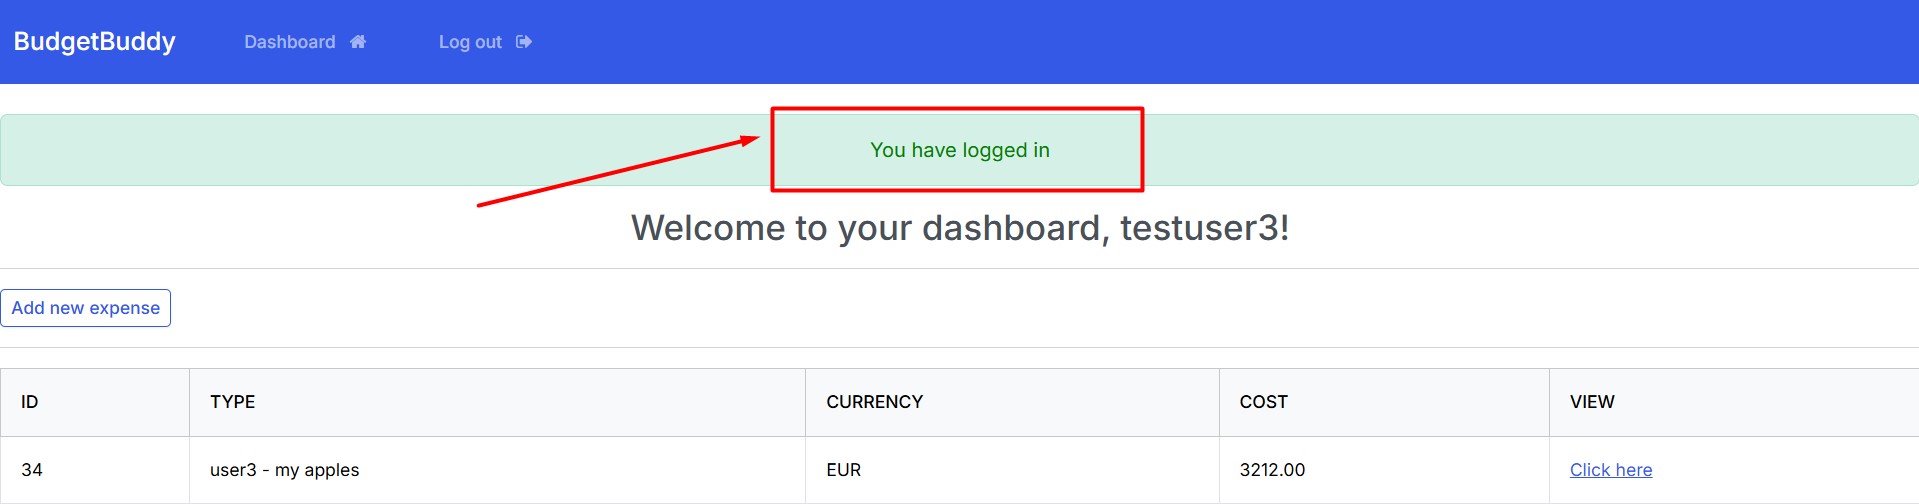 BudgetBuddy Dashboard Log out
You have logged in
Welcome to your dashboard, testuser3!
Add new expense
ID TYPE CURRENCY COST VIEW
34 user3 - my apples EUR 3212.00 Click here